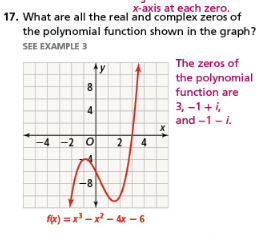 x-axis at each zero.
17. What are all the real and complex zeros of
the polynomial function shown in the graph?
SEE EXAMPLE 3
The zeros of
the polynomial
function are
3, −1 + i,
and −1 − i.
y
8
4
x
−4 −2 O 2 4
−4
−8
f(x) = x³ − x² − 4x − 6